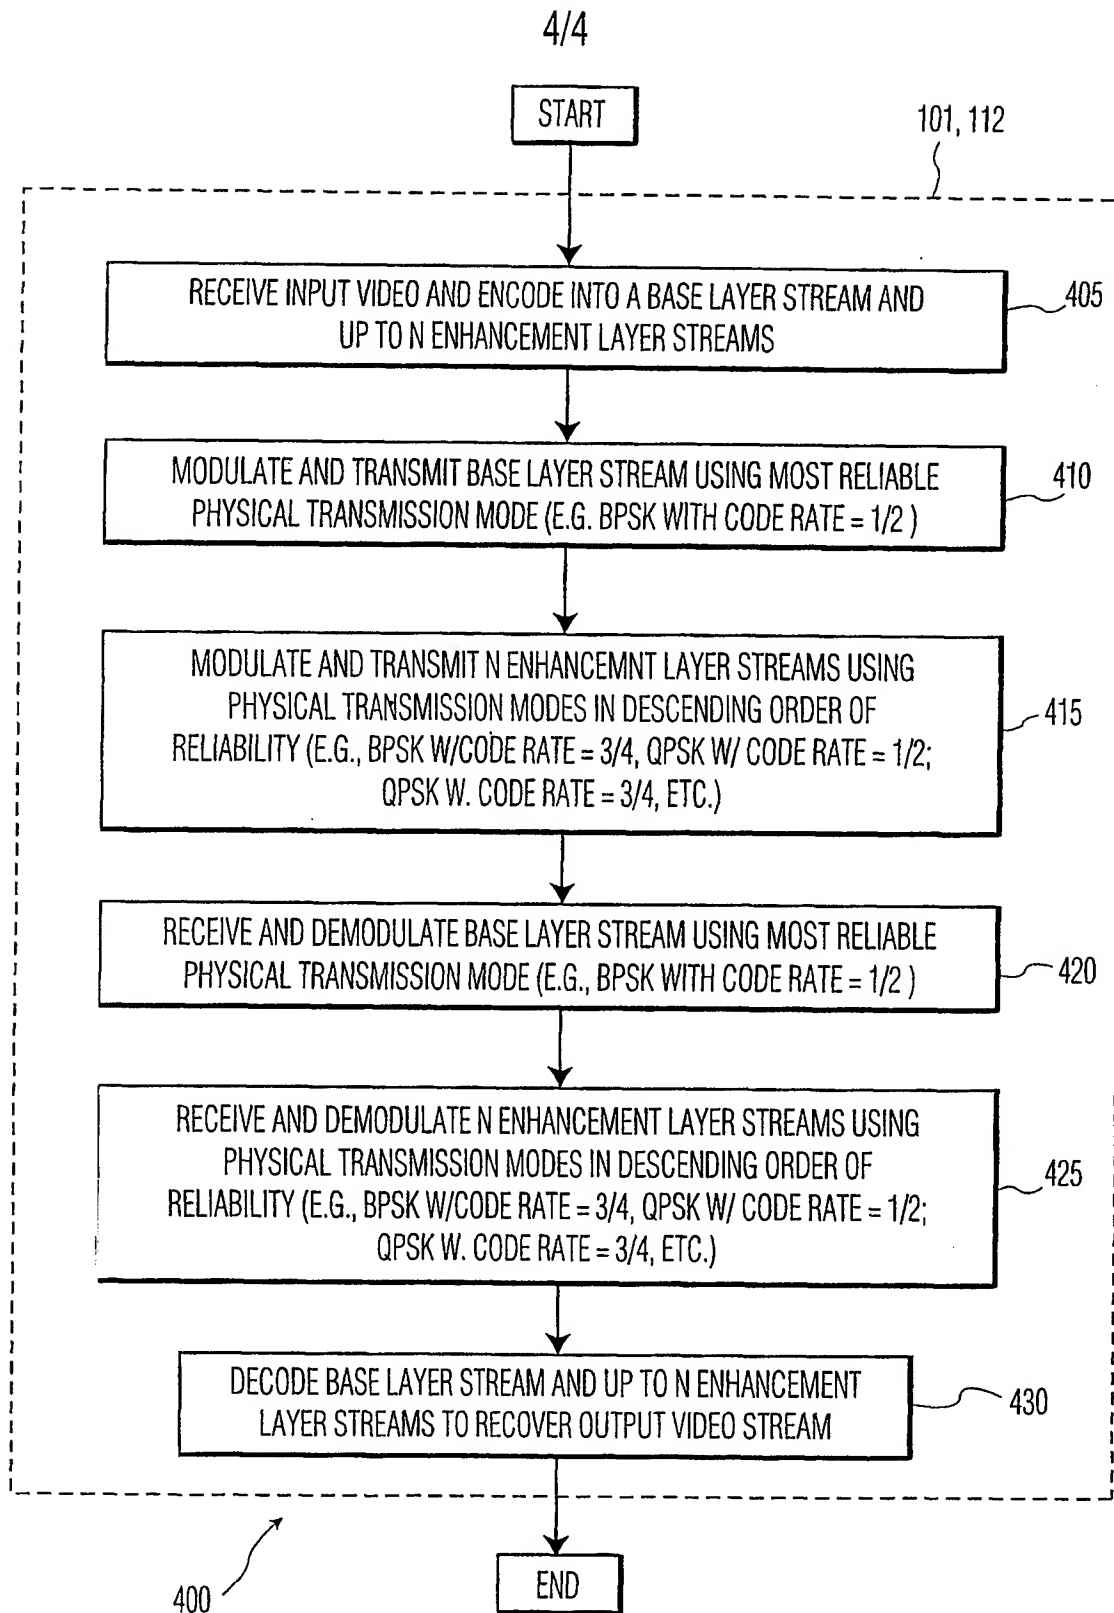 4/4
START
101, 112
RECEIVE INPUT VIDEO AND ENCODE INTO A BASE LAYER STREAM AND
UP TO N ENHANCEMENT LAYER STREAMS
405
MODULATE AND TRANSMIT BASE LAYER STREAM USING MOST RELIABLE
PHYSICAL TRANSMISSION MODE (E.G. BPSK WITH CODE RATE = 1/2 )
410
MODULATE AND TRANSMIT N ENHANCEMNT LAYER STREAMS USING
PHYSICAL TRANSMISSION MODES IN DESCENDING ORDER OF
RELIABILITY (E.G., BPSK W/CODE RATE = 3/4, QPSK W/ CODE RATE = 1/2;
QPSK W. CODE RATE = 3/4, ETC.)
415
RECEIVE AND DEMODULATE BASE LAYER STREAM USING MOST RELIABLE
PHYSICAL TRANSMISSION MODE (E.G., BPSK WITH CODE RATE = 1/2 )
420
RECEIVE AND DEMODULATE N ENHANCEMENT LAYER STREAMS USING
PHYSICAL TRANSMISSION MODES IN DESCENDING ORDER OF
RELIABILITY (E.G., BPSK W/CODE RATE = 3/4, QPSK W/ CODE RATE = 1/2;
QPSK W. CODE RATE = 3/4, ETC.)
425
DECODE BASE LAYER STREAM AND UP TO N ENHANCEMENT
LAYER STREAMS TO RECOVER OUTPUT VIDEO STREAM
430
400
END